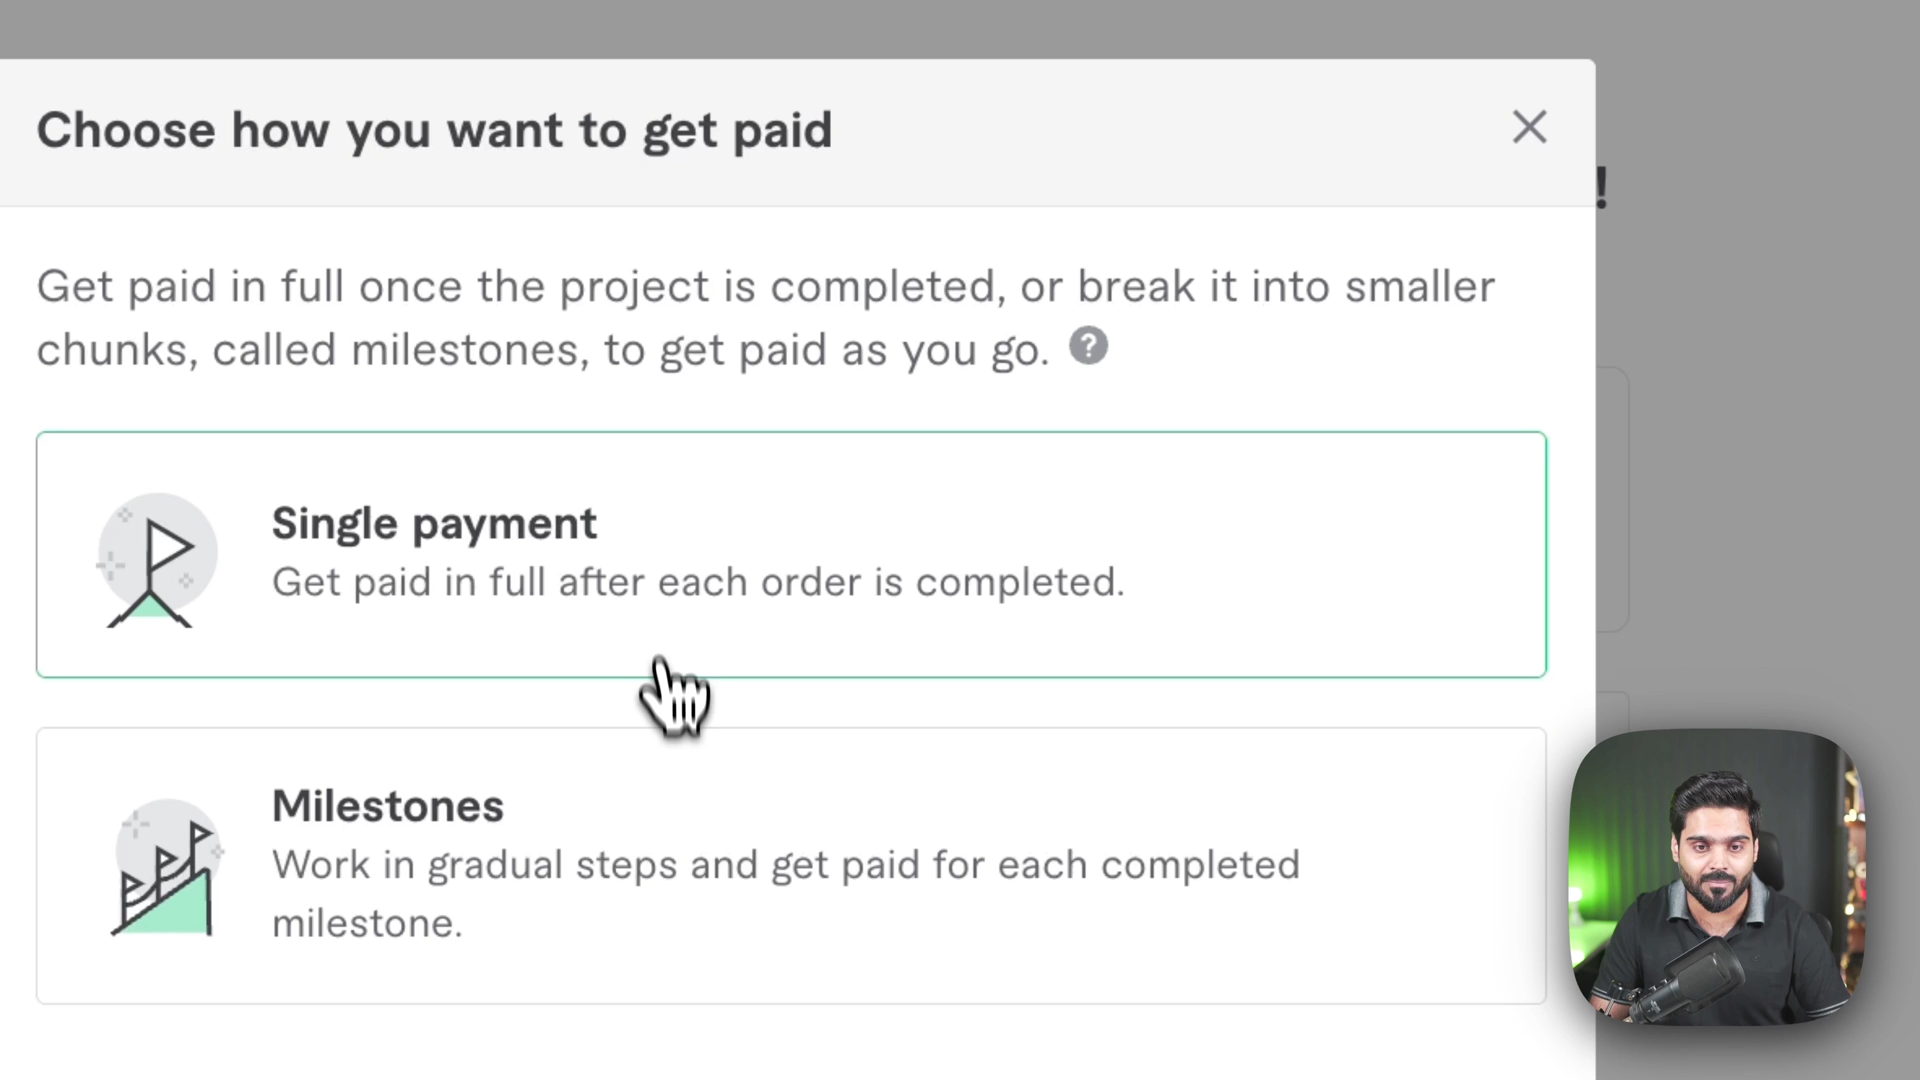 Choose how you want to get paid
!
Get paid in full once the project is completed, or break it into smaller
chunks, called milestones, to get paid as you go. ?
Single payment
Get paid in full after each order is completed.
Milestones
Work in gradual steps and get paid for each completed
milestone.